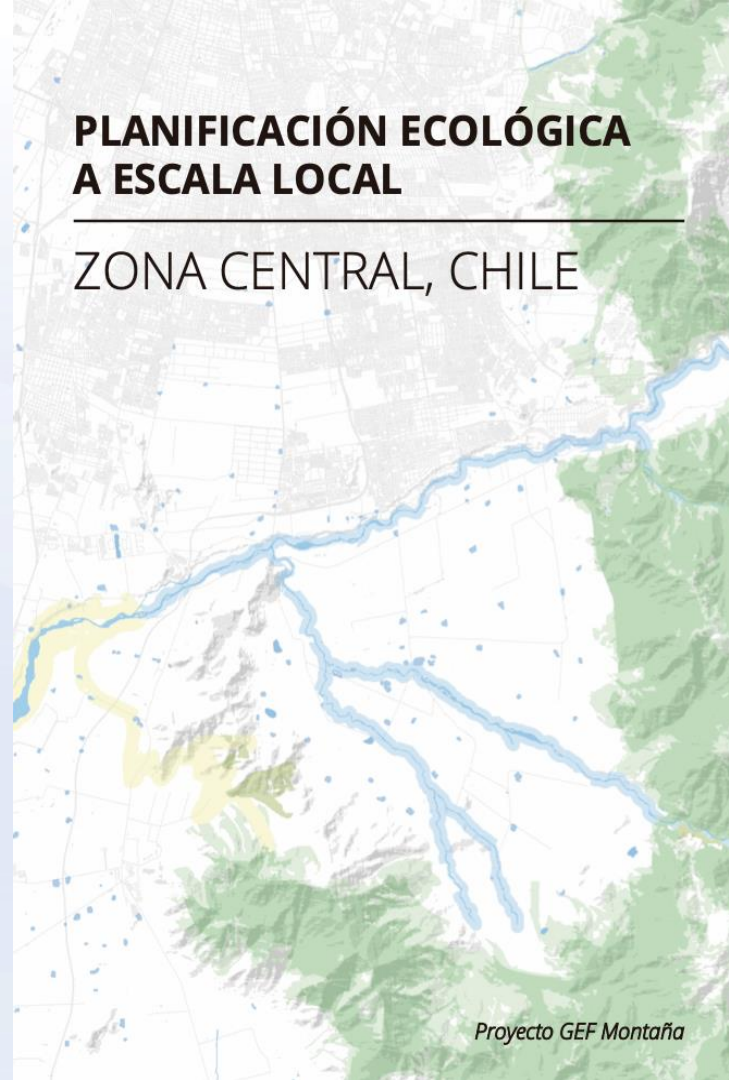 PLANIFICACIÓN ECOLÓGICA
A ESCALA LOCAL
ZONA CENTRAL, CHILE
Proyecto GEF Montaña